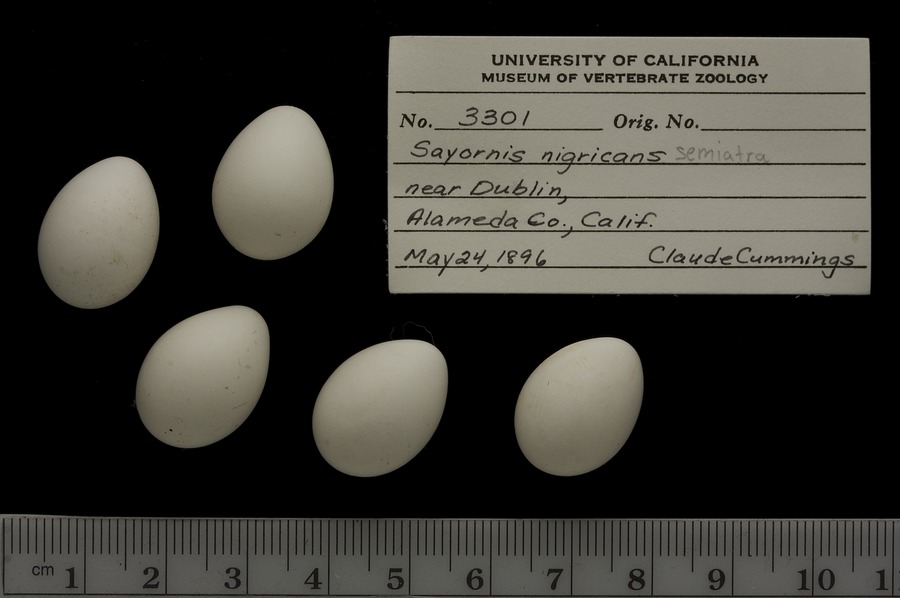 UNIVERSITY OF CALIFORNIA
MUSEUM OF VERTEBRATE ZOOLOGY
No. 3301 Orig. No.
Sayornis nigricans semiatra
near Dublin,
Alameda Co., Calif.
May 24, 1896 Claude Cummings
cm 1 2 3 4 5 6 7 8 9 10 1